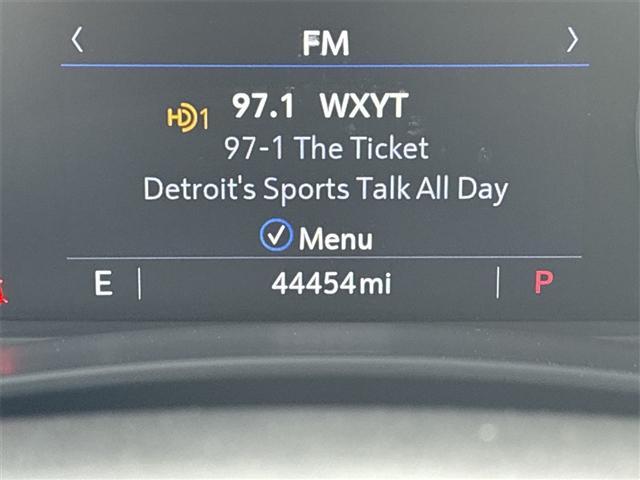 FM
HD1 97.1 WXYT
97-1 The Ticket
Detroit's Sports Talk All Day
Menu
E 44454mi P